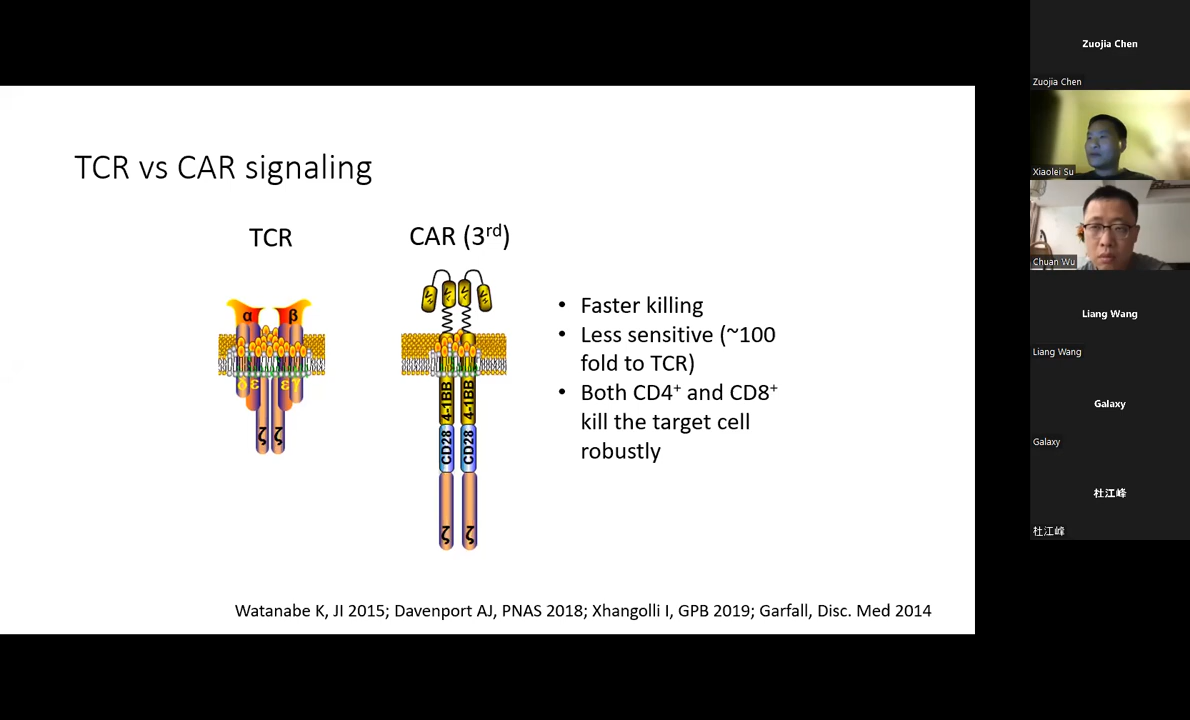 TCR vs CAR signaling
TCR
CAR (3rd)
α
β
δ ε ε γ
ζ ζ
4-1BB 4-1BB
CD28 CD28
ζ ζ
• Faster killing
• Less sensitive (~100
fold to TCR)
• Both CD4⁺ and CD8⁺
kill the target cell
robustly
Watanabe K, JI 2015; Davenport AJ, PNAS 2018; Xhangolli I, GPB 2019; Garfall, Disc. Med 2014
Zuojia Chen
Zuojia Chen
Xiaolei Su
Chuan Wu
Liang Wang
Liang Wang
Galaxy
Galaxy
杜江峰
杜江峰